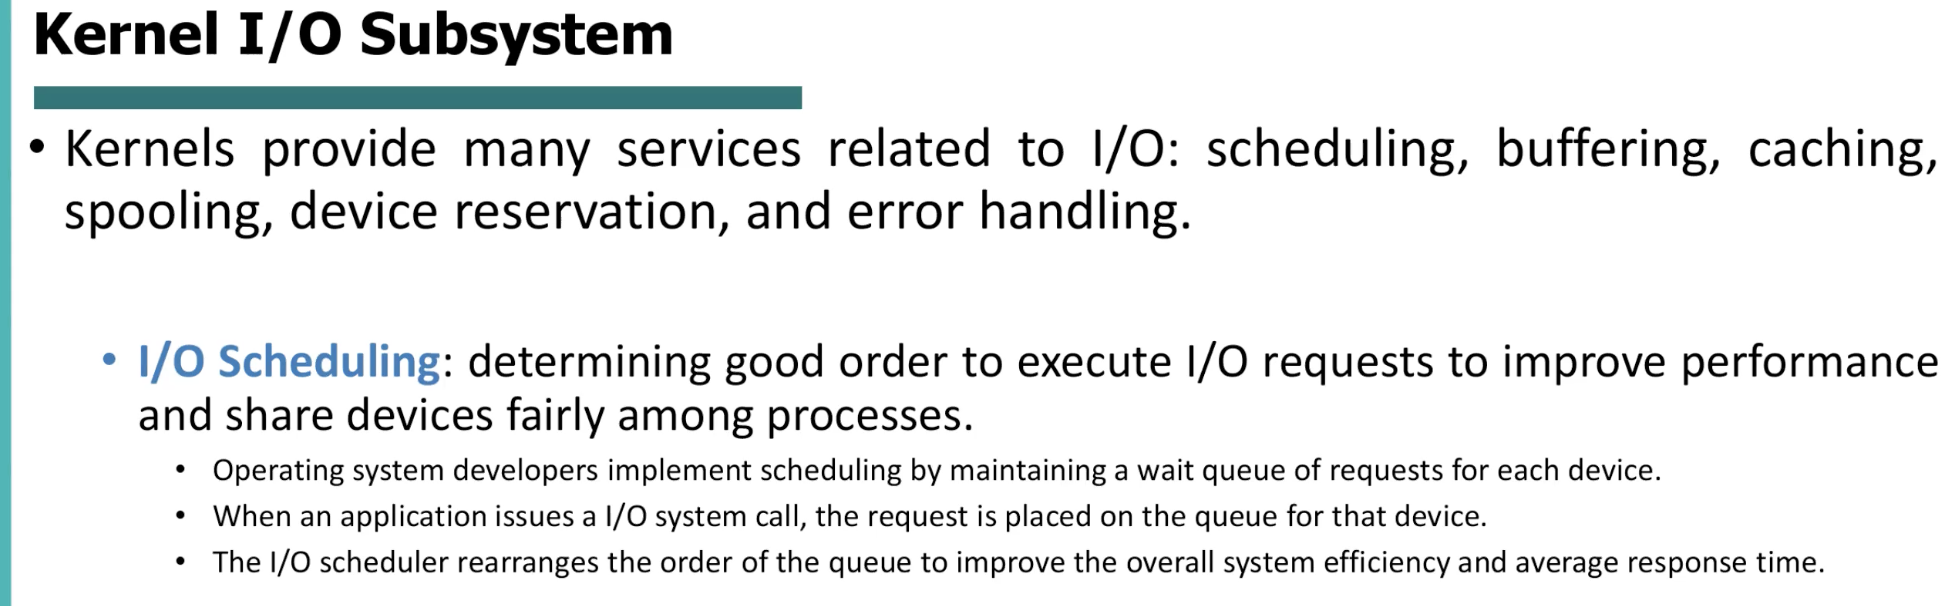 Kernel I/O Subsystem
• Kernels provide many services related to I/O: scheduling, buffering, caching,
spooling, device reservation, and error handling.
• I/O Scheduling: determining good order to execute I/O requests to improve performance
and share devices fairly among processes.
• Operating system developers implement scheduling by maintaining a wait queue of requests for each device.
• When an application issues a I/O system call, the request is placed on the queue for that device.
• The I/O scheduler rearranges the order of the queue to improve the overall system efficiency and average response time.